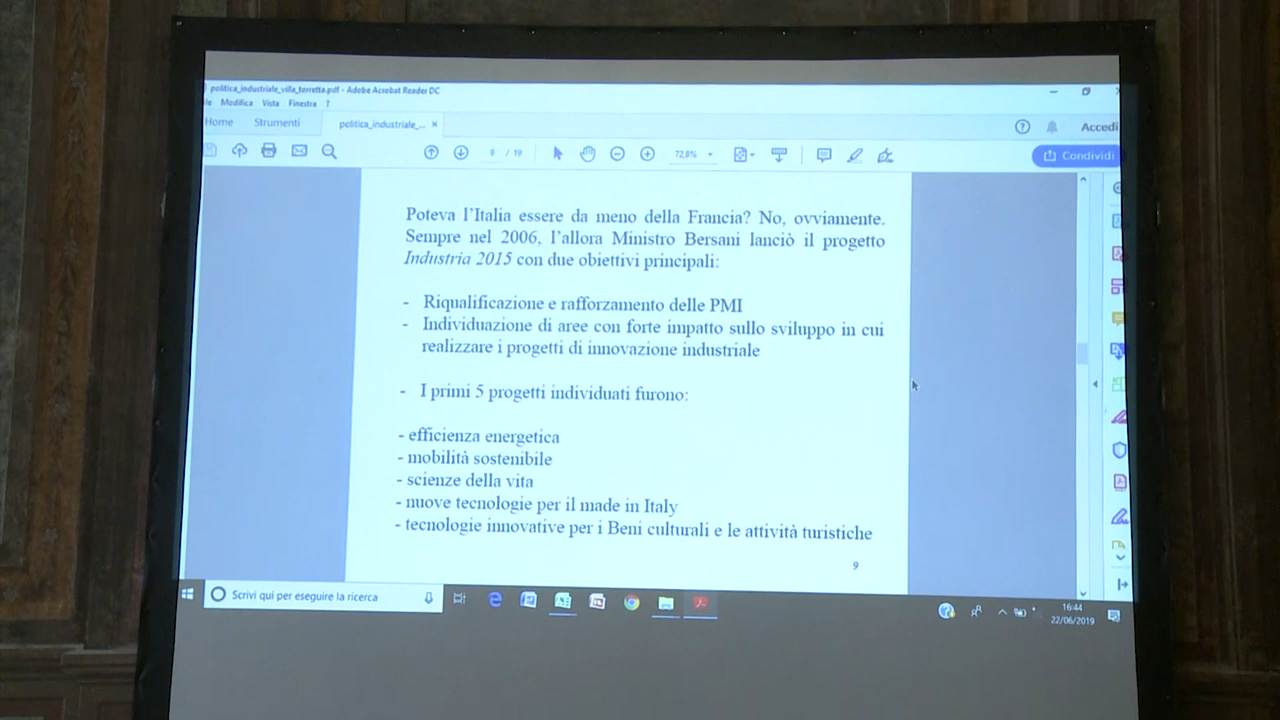 politica_industriale_villa_torretta.pdf - Adobe Acrobat Reader DC
Modifica Vista Finestra ?
Home Strumenti politica_industriale_... ×
Accedi
9 / 19 72,8% Condividi
Poteva l'Italia essere da meno della Francia? No, ovviamente.
Sempre nel 2006, l'allora Ministro Bersani lanciò il progetto
Industria 2015 con due obiettivi principali:
- Riqualificazione e rafforzamento delle PMI
- Individuazione di aree con forte impatto sullo sviluppo in cui
realizzare i progetti di innovazione industriale
- I primi 5 progetti individuati furono:
- efficienza energetica
- mobilità sostenibile
- scienze della vita
- nuove tecnologie per il made in Italy
- tecnologie innovative per i Beni culturali e le attività turistiche
9
Scrivi qui per eseguire la ricerca
16:44
22/06/2019